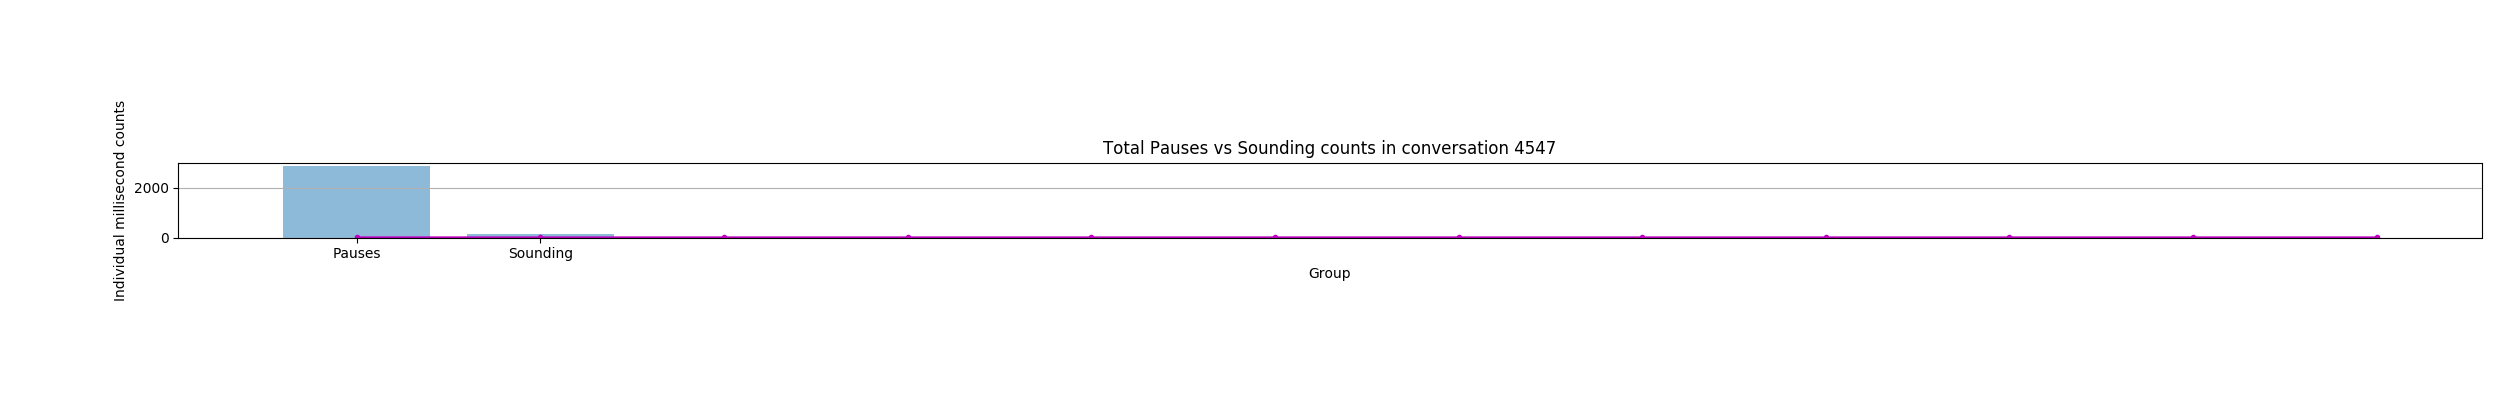 Total Pauses vs Sounding counts in conversation 4547
Individual millisecond counts
2000
0
Pauses
Sounding
Group